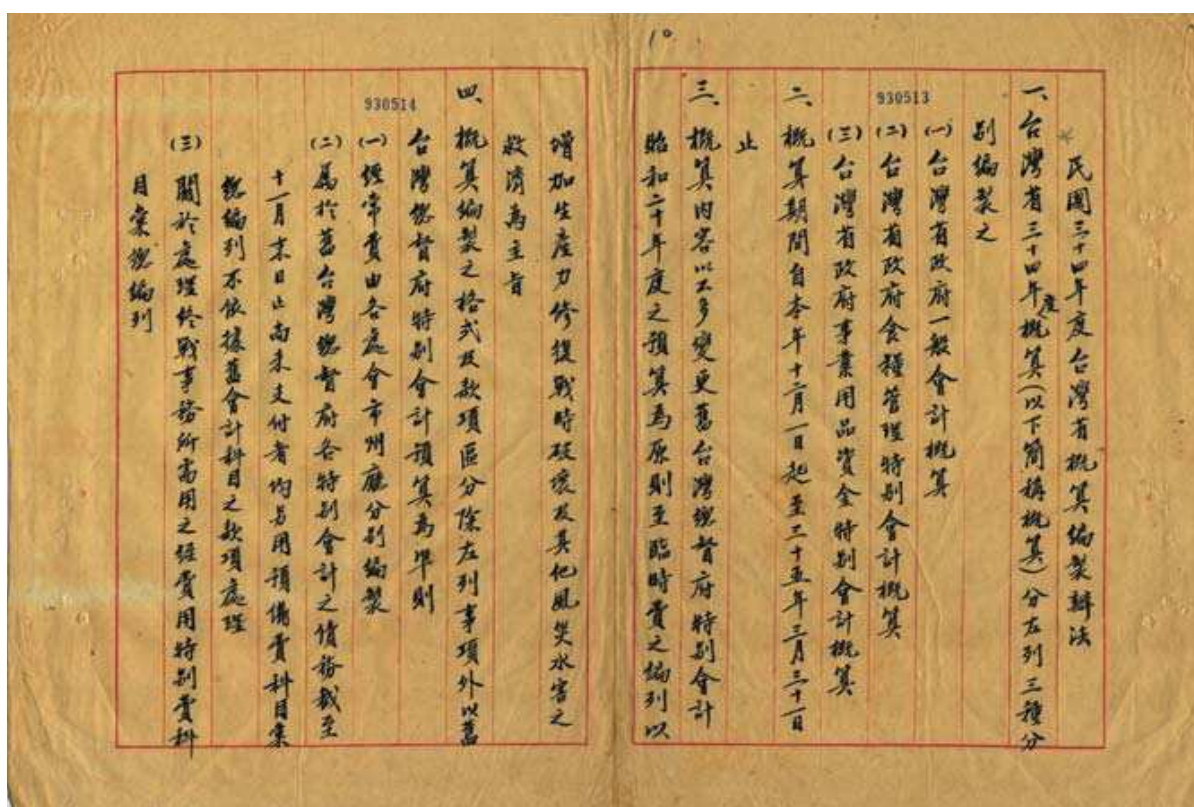 10
930513
民國三十四年度台灣省概算編製辦法
一、台灣省三十四年度概算(以下簡稱概算)分左列三種分
別編製之
(一)台灣省政府一般會計概算
(二)台灣省政府食糧管理特別會計概算
(三)台灣省政府事業用品資金特別會計概算
二、概算期間自本年十二月一日起至三十五年三月三十一日
止
三、概算內容以不多變更舊台灣總督府特別會計
昭和二十年度之預算為原則至臨時費之編列以
930514
增加生產力修復戰時破壞及其他風災水害之
救濟為主旨
四、概算編製之格式及款項區分除左列事項外以舊
台灣總督府特別會計預算為準則
(一)經常費由各處會市州廳分別編製
(二)屬於舊台灣總督府各特別會計之債務截至
十一月末日止尚未支付者均另用預備費科目彙
總編列不依據舊會計科目之款項處理
(三)關於處理終戰事務所需用之經費用特別費科
目彙總編列